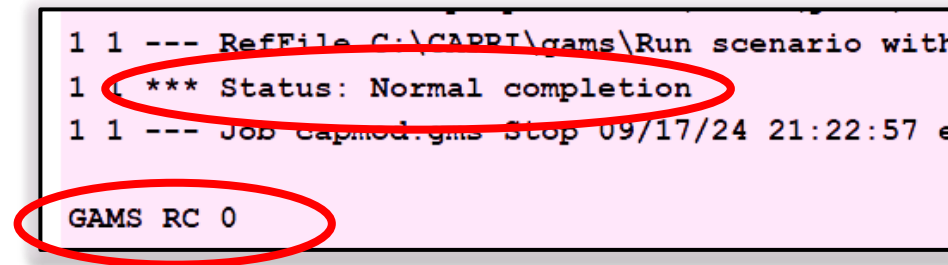 1 1 --- RefFile C:\CAPRI\gams\Run scenario with
1 1 *** Status: Normal completion
1 1 --- Job capmod.gms Stop 09/17/24 21:22:57
GAMS RC 0